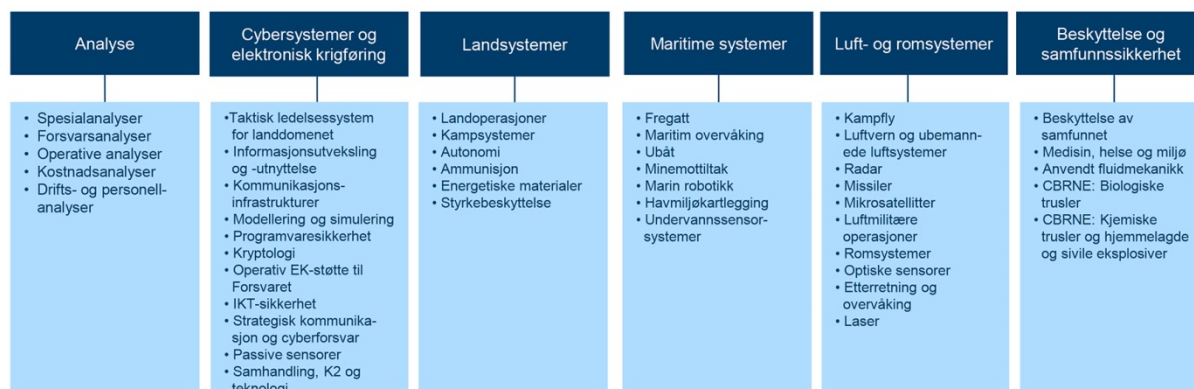 Analyse
Cybersystemer og
elektronisk krigføring
Landsystemer
Maritime systemer
Luft- og romsystemer
Beskyttelse og
samfunnssikkerhet
• Spesialanalyser
• Forsvarsanalyser
• Operative analyser
• Kostnadsanalyser
• Drifts- og personell-
analyser
•Taktisk ledelsessystem
for landdomenet
• Informasjonsutveksling
og -utnyttelse
• Kommunikasjons-
infrastrukturer
• Modellering og simulering
• Programvaresikkerhet
• Kryptologi
• Operativ EK-støtte til
Forsvaret
• IKT-sikkerhet
• Strategisk kommunika-
sjon og cyberforsvar
• Passive sensorer
• Samhandling, K2 og
teknologi
• Landoperasjoner
• Kampsystemer
• Autonomi
• Ammunisjon
• Energetiske materialer
• Styrkebeskyttelse
• Fregatt
• Maritim overvåking
• Ubåt
• Minemottiltak
• Marin robotikk
• Havmiljøkartlegging
• Undervannssensor-
systemer
• Kampfly
• Luftvern og ubemann-
ede luftsystemer
• Radar
• Missiler
• Mikrosatellitter
• Luftmilitære
operasjoner
• Romsystemer
• Optiske sensorer
• Etterretning og
overvåking
• Laser
• Beskyttelse av
samfunnet
• Medisin, helse og miljø
• Anvendt fluidmekanikk
• CBRNE: Biologiske
trusler
• CBRNE: Kjemiske
trusler og hjemmelagde
og sivile eksplosiver